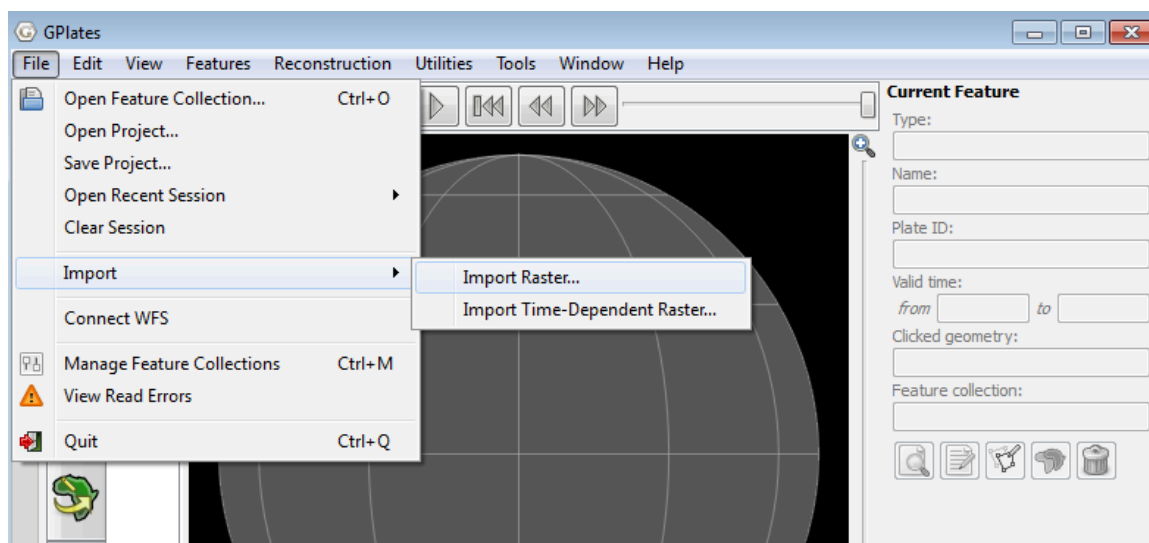 GPlates
File Edit View Features Reconstruction Utilities Tools Window Help
Open Feature Collection... Ctrl+O
Open Project...
Save Project...
Open Recent Session
Clear Session
Import
Import Raster...
Import Time-Dependent Raster...
Connect WFS
Manage Feature Collections Ctrl+M
View Read Errors
Quit Ctrl+Q
Current Feature
Type:
Name:
Plate ID:
Valid time:
from to
Clicked geometry:
Feature collection: